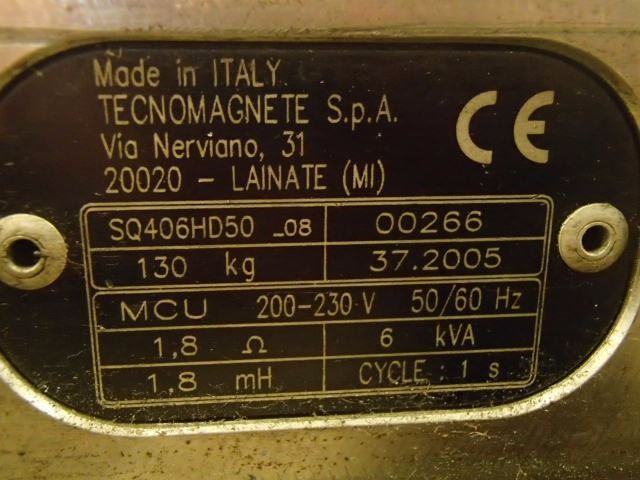 Made in ITALY
TECNOMAGNETE S.p.A.
Via Nerviano, 31
20020 - LAINATE (MI)
CE
SQ406HD50 _08 00266
130 kg 37.2005
MCU 200-230 V 50/60 Hz
1,8 Ω 6 kVA
1,8 mH CYCLE : 1 s